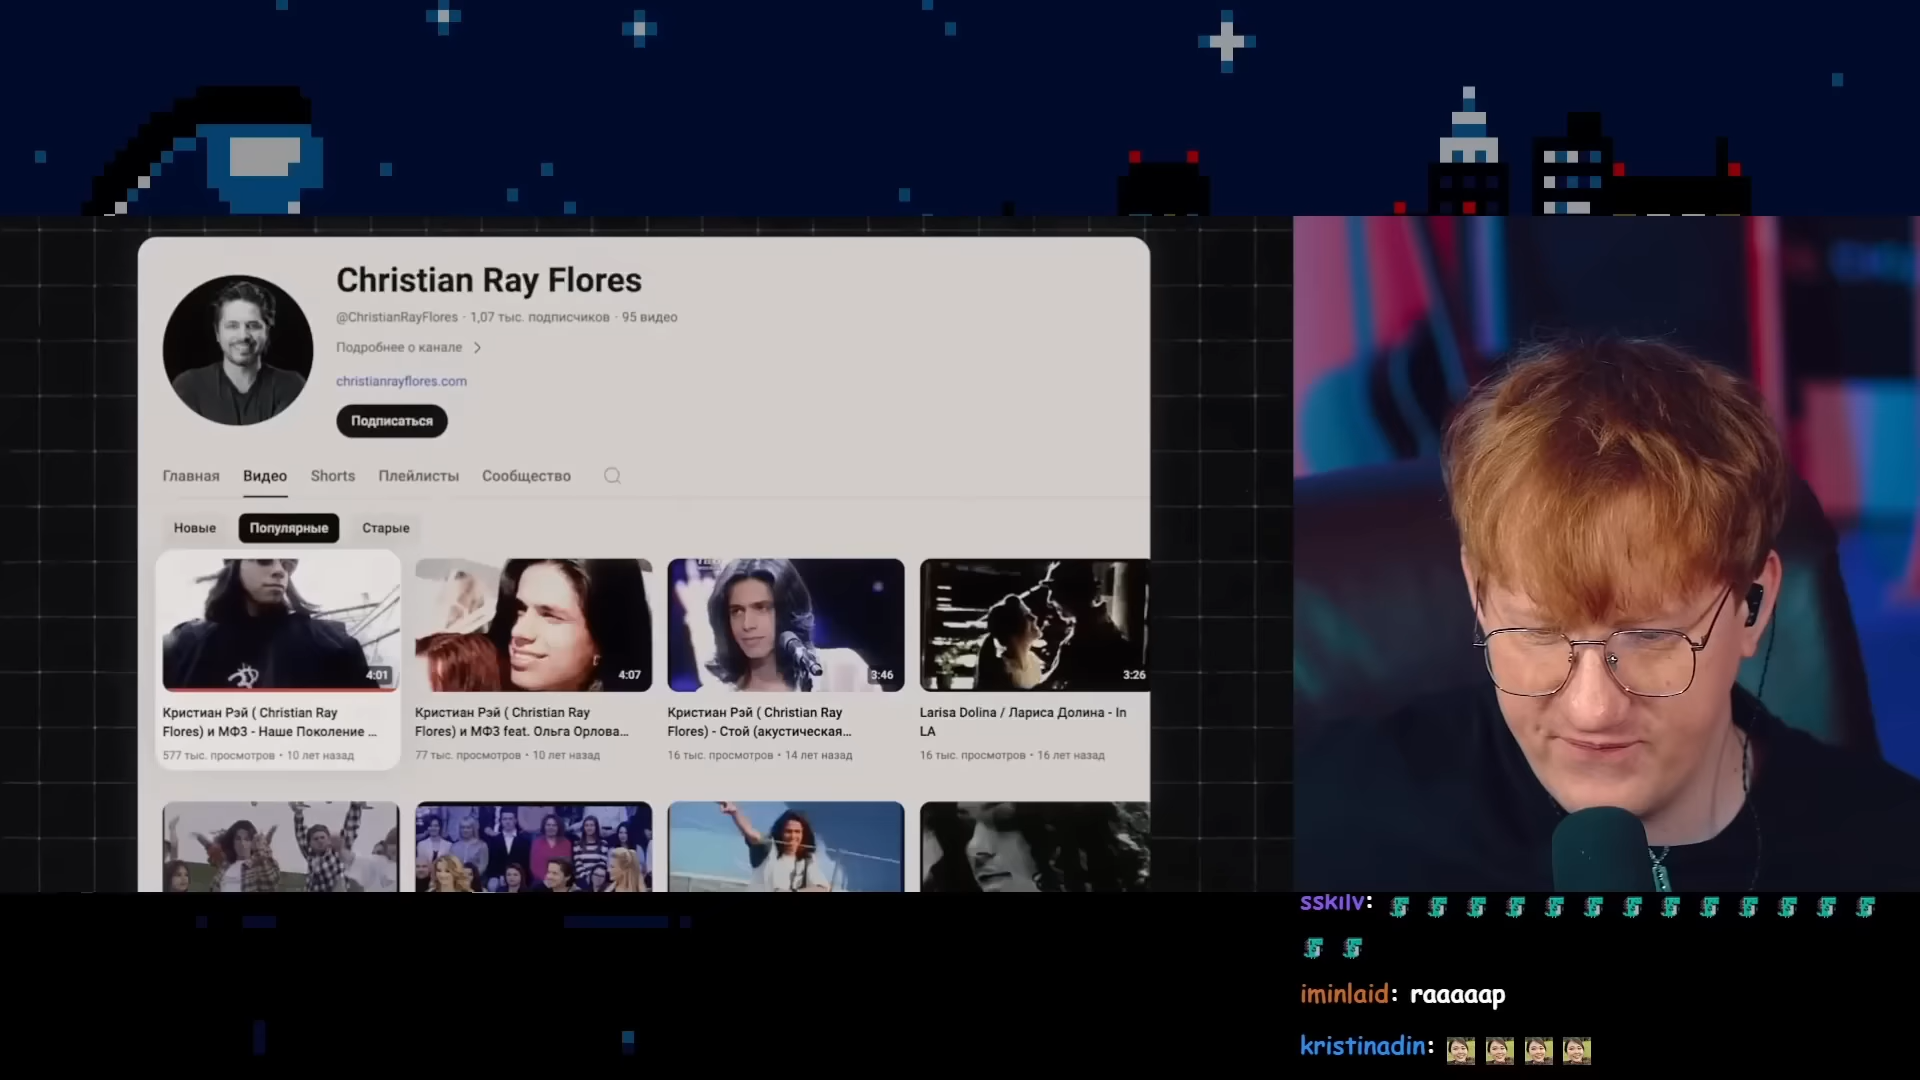 Christian Ray Flores
@ChristianRayFlores · 1,07 тыс. подписчиков · 95 видео
Подробнее о канале
christianrayflores.com
Подписаться
Главная Видео Shorts Плейлисты Сообщество
Новые Популярные Старые
4:01 4:07 3:46 3:26
Кристиан Рэй ( Christian Ray
Flores) и МФ3 - Наше Поколение ...
577 тыс. просмотров • 10 лет назад
Кристиан Рэй ( Christian Ray
Flores) и МФ3 feat. Ольга Орлова...
77 тыс. просмотров • 10 лет назад
Кристиан Рэй ( Christian Ray
Flores) - Стой (акустическая...
16 тыс. просмотров • 14 лет назад
Larisa Dolina / Лариса Долина - In
LA
16 тыс. просмотров • 16 лет назад
sskilv:
iminlaid: raaaaap
kristinadin: